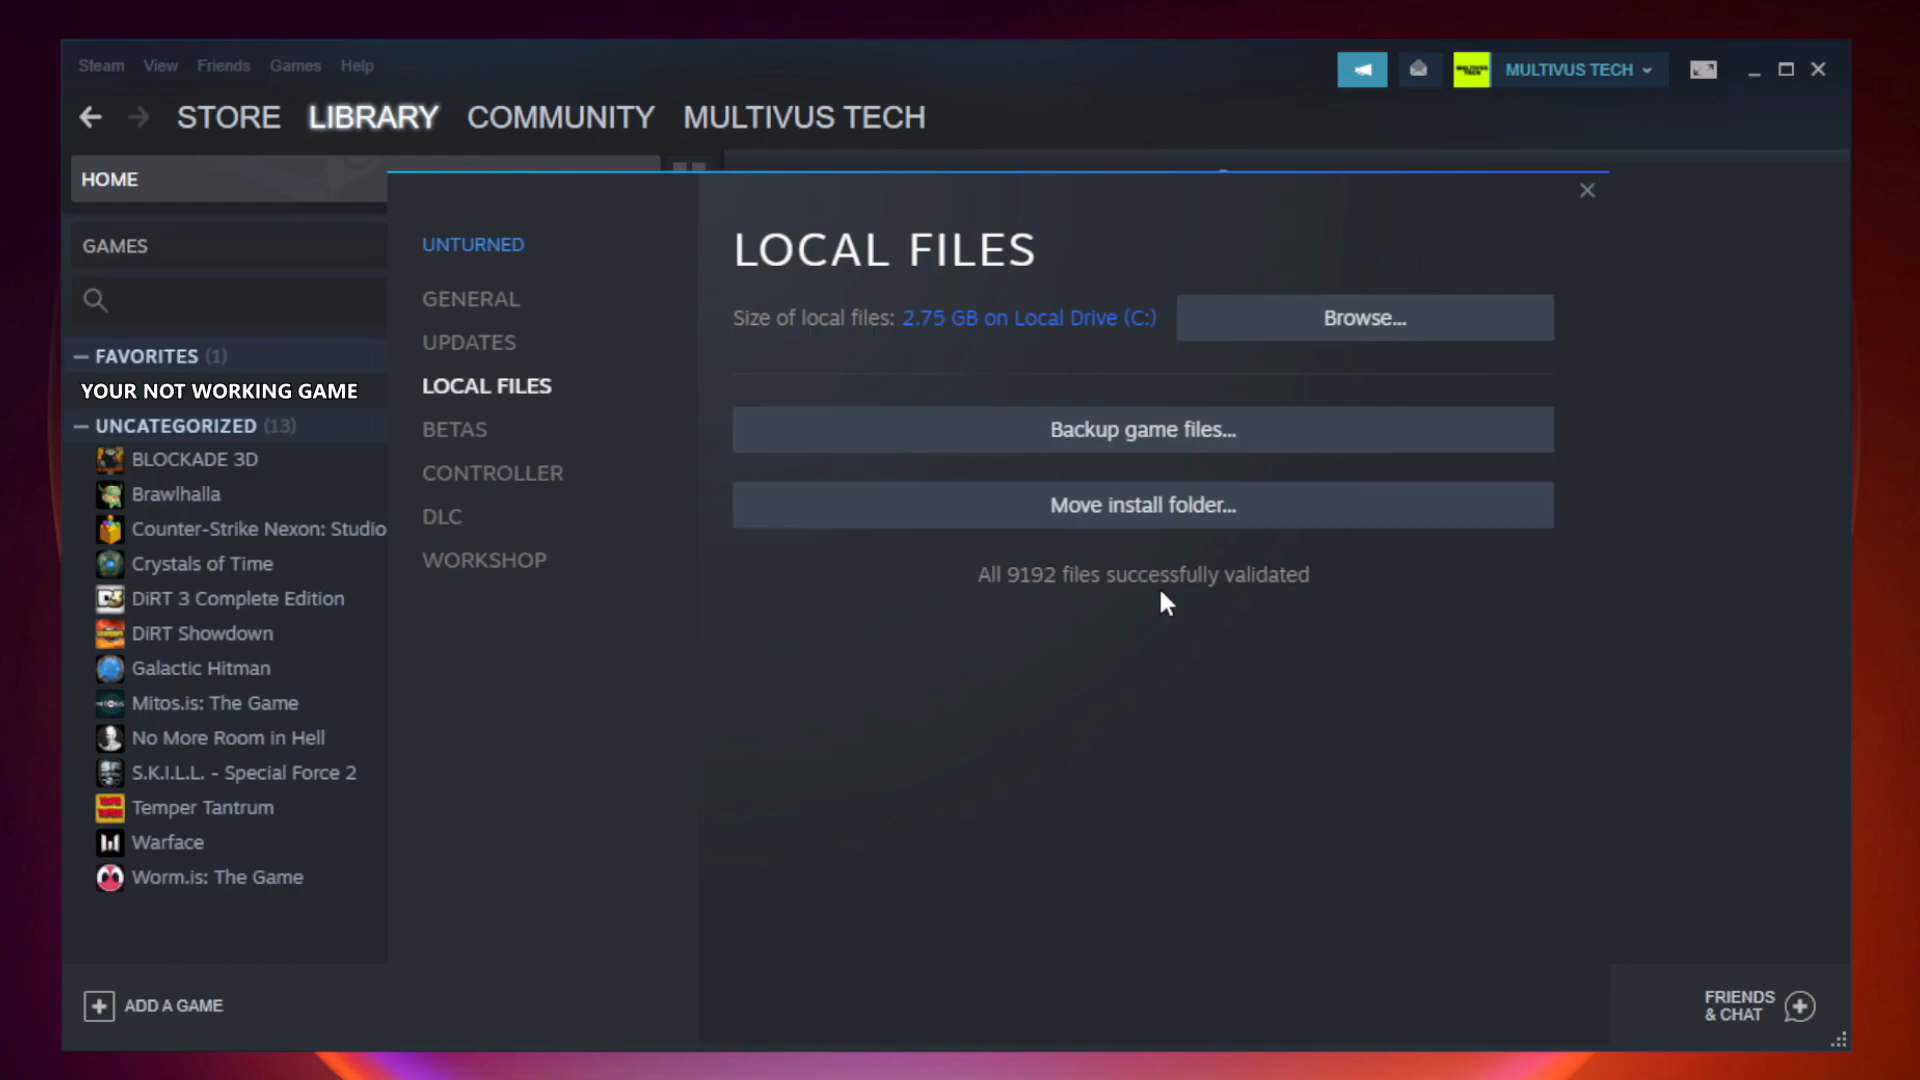 Steam View Friends Games Help
MULTIVUS TECH
STORE LIBRARY COMMUNITY MULTIVUS TECH
HOME
GAMES
FAVORITES (1)
YOUR NOT WORKING GAME
UNCATEGORIZED (13)
BLOCKADE 3D
Brawlhalla
Counter-Strike Nexon: Studio
Crystals of Time
DiRT 3 Complete Edition
DiRT Showdown
Galactic Hitman
Mitos.is: The Game
No More Room in Hell
S.K.I.L.L. - Special Force 2
Temper Tantrum
Warface
Worm.is: The Game
ADD A GAME
UNTURNED
GENERAL
UPDATES
LOCAL FILES
BETAS
CONTROLLER
DLC
WORKSHOP
LOCAL FILES
Size of local files: 2.75 GB on Local Drive (C:)
Browse...
Backup game files...
Move install folder...
All 9192 files successfully validated
FRIENDS
& CHAT